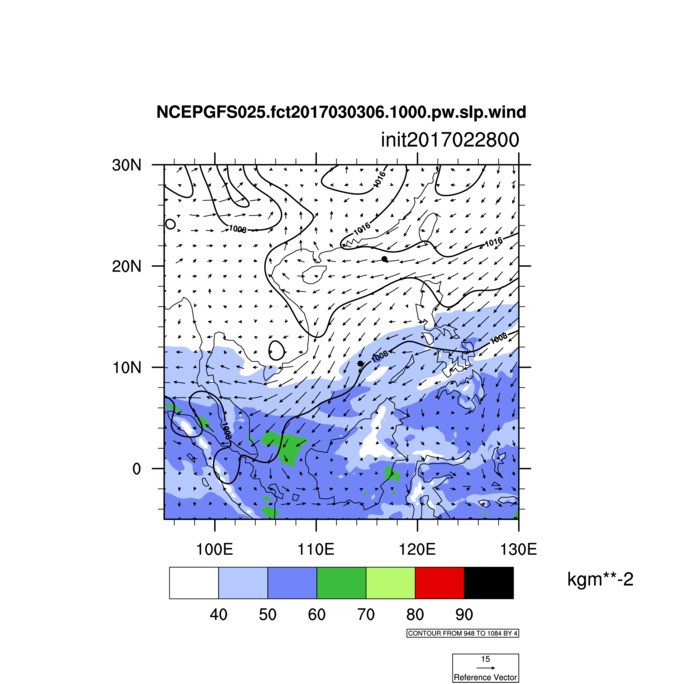 NCEPGFS025.fct2017030306.1000.pw.slp.wind
init2017022800
30N
20N
10N
0
1016
1008
1016
1016
1008
1008
1008
100E
110E
120E
130E
40
50
60
70
80
90
kgm**-2
CONTOUR FROM 948 TO 1084 BY 4
15
Reference Vector